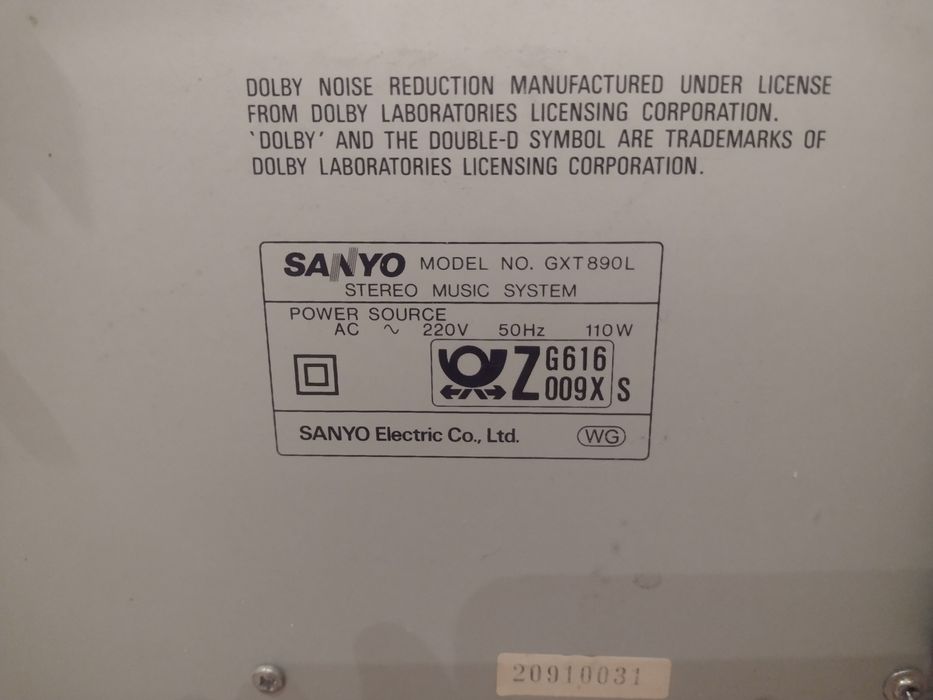 DOLBY NOISE REDUCTION MANUFACTURED UNDER LICENSE
FROM DOLBY LABORATORIES LICENSING CORPORATION.
`DOLBY' AND THE DOUBLE-D SYMBOL ARE TRADEMARKS OF
DOLBY LABORATORIES LICENSING CORPORATION.
SANYO MODEL NO. GXT890L
STEREO MUSIC SYSTEM
POWER SOURCE
AC ~ 220V 50Hz 110W
Z G616
009X S
SANYO Electric Co., Ltd. WG
20910031